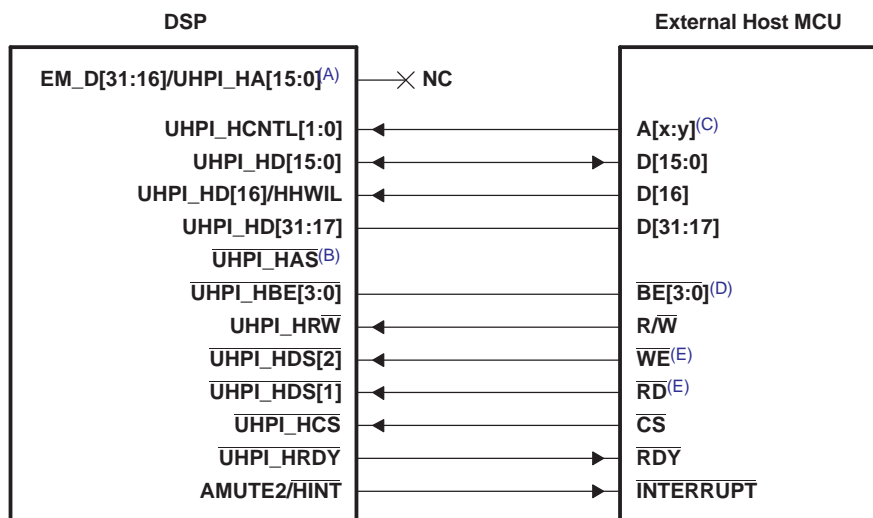 DSP External Host MCU
EM_D[31:16]/UHPI_HA[15:0](A) NC
UHPI_HCNTL[1:0] A[x:y](C)
UHPI_HD[15:0] D[15:0]
UHPI_HD[16]/HHWIL D[16]
UHPI_HD[31:17] D[31:17]
UHPI_HAS(B)
UHPI_HBE[3:0] BE[3:0](D)
UHPI_HRW R/W
UHPI_HDS[2] WE(E)
UHPI_HDS[1] RD(E)
UHPI_HCS CS
UHPI_HRDY RDY
AMUTE2/HINT INTERRUPT